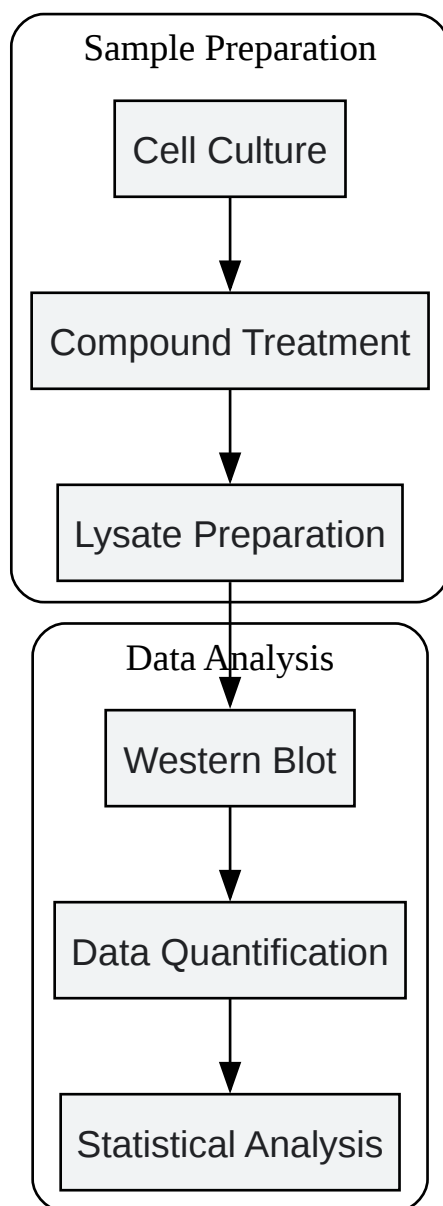 Sample Preparation
Cell Culture
Compound Treatment
Lysate Preparation
Data Analysis
Western Blot
Data Quantification
Statistical Analysis